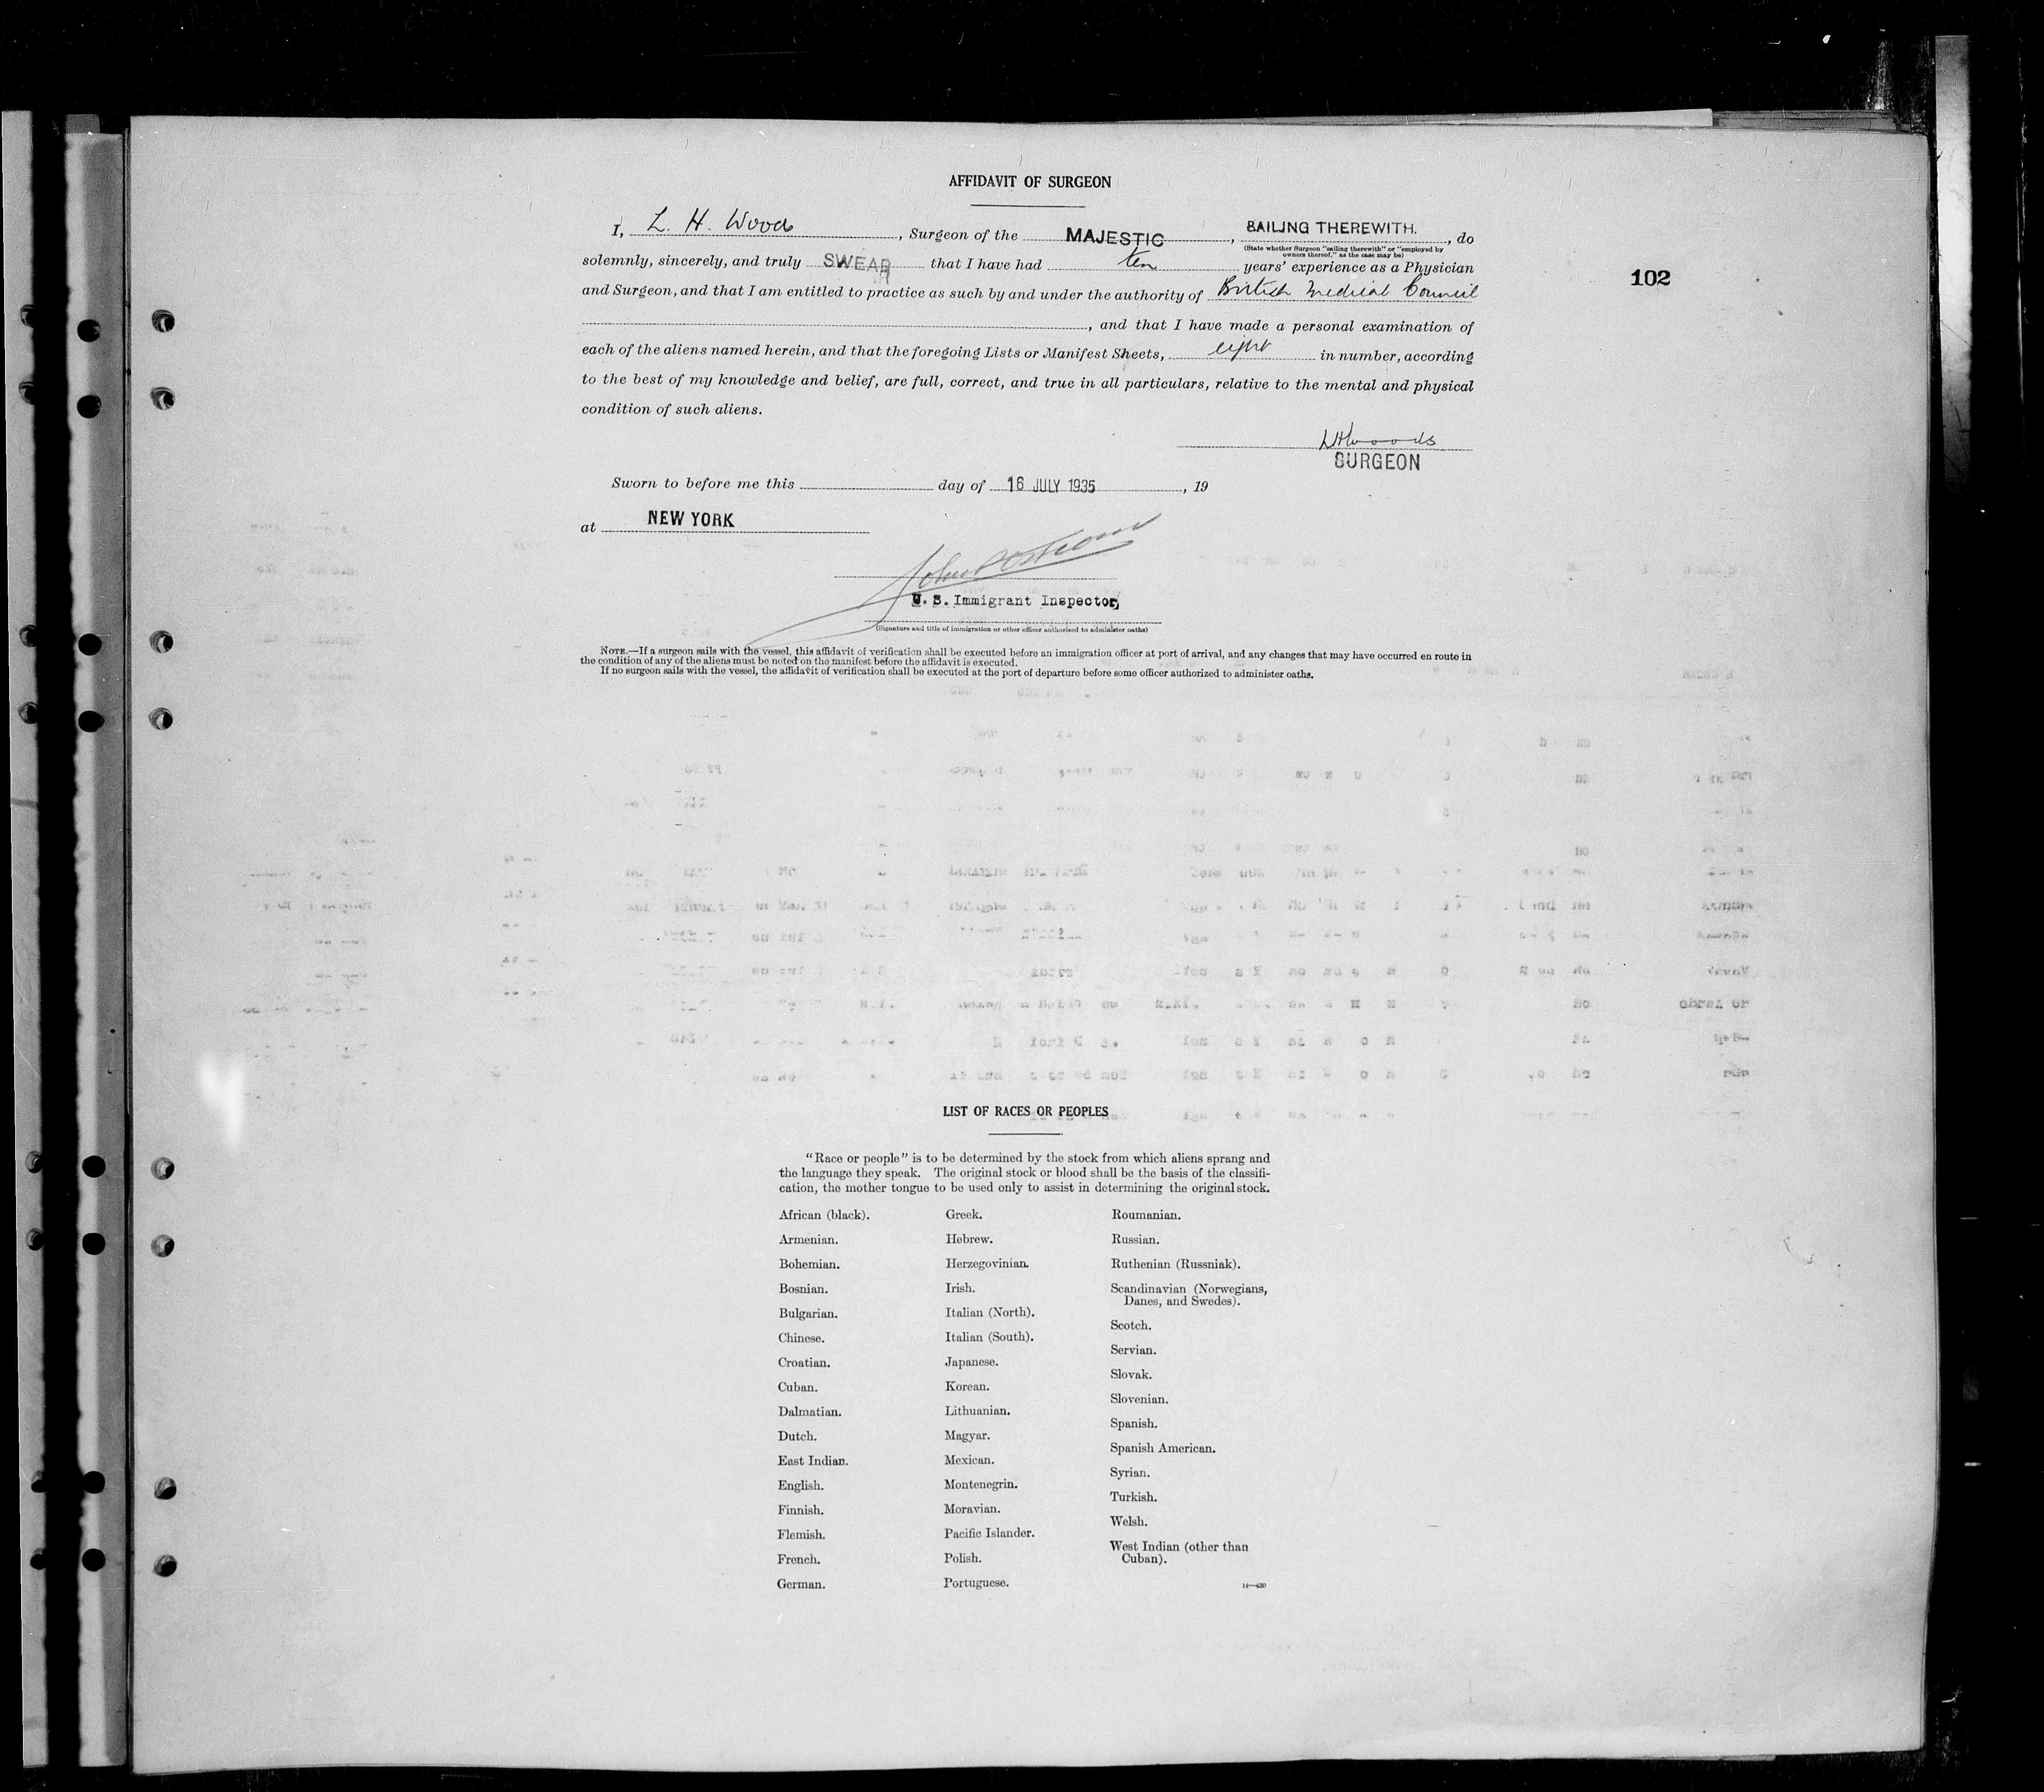 AFFIDAVIT OF SURGEON
I, L. H. Woods, Surgeon of the MAJESTIC, SAILING THEREWITH., do
(State whether Surgeon "sailing therewith" or "employed by
owners thereof," as the case may be)
solemnly, sincerely, and truly SWEAR that I have had ten years' experience as a Physician
102
and Surgeon, and that I am entitled to practice as such by and under the authority of British Medical Council
, and that I have made a personal examination of
each of the aliens named herein, and that the foregoing Lists or Manifest Sheets, eight in number, according
to the best of my knowledge and belief, are full, correct, and true in all particulars, relative to the mental and physical
condition of such aliens.
LHWoods
SURGEON
Sworn to before me this day of 16 JULY 1935, 19
at NEW YORK
U. S. Immigrant Inspector,
(Signature and title of immigration or other officer authorized to administer oaths)
NOTE.—If a surgeon sails with the vessel, this affidavit of verification shall be executed before an immigration officer at port of arrival, and any changes that may have occurred en route in
the condition of any of the aliens must be noted on the manifest before the affidavit is executed.
If no surgeon sails with the vessel, the affidavit of verification shall be executed at the port of departure before some officer authorized to administer oaths.
LIST OF RACES OR PEOPLES
"Race or people" is to be determined by the stock from which aliens sprang and
the language they speak. The original stock or blood shall be the basis of the classifi-
cation, the mother tongue to be used only to assist in determining the original stock.
African (black).
Armenian.
Bohemian.
Bosnian.
Bulgarian.
Chinese.
Croatian.
Cuban.
Dalmatian.
Dutch.
East Indian.
English.
Finnish.
Flemish.
French.
German.
Greek.
Hebrew.
Herzegovinian.
Irish.
Italian (North).
Italian (South).
Japanese.
Korean.
Lithuanian.
Magyar.
Mexican.
Montenegrin.
Moravian.
Pacific Islander.
Polish.
Portuguese.
Roumanian.
Russian.
Ruthenian (Russniak).
Scandinavian (Norwegians,
Danes, and Swedes).
Scotch.
Servian.
Slovak.
Slovenian.
Spanish.
Spanish American.
Syrian.
Turkish.
Welsh.
West Indian (other than
Cuban).